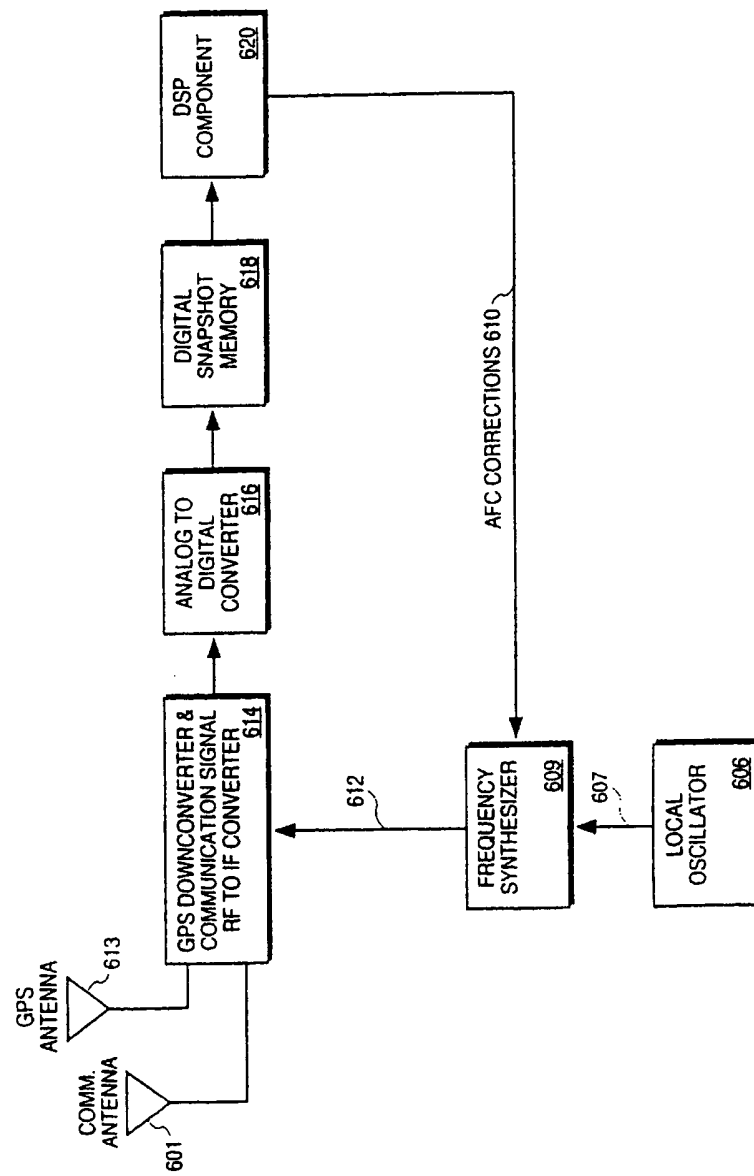 GPS
ANTENNA
613
COMM.
ANTENNA
601
GPS DOWNCONVERTER &
COMMUNICATION SIGNAL
RF TO IF CONVERTER
614
ANALOG TO
DIGITAL
CONVERTER
616
DIGITAL
SNAPSHOT
MEMORY
618
DSP
COMPONENT
620
612
AFC CORRECTIONS 610
FREQUENCY
SYNTHESIZER
609
607
LOCAL
OSCILLATOR
606